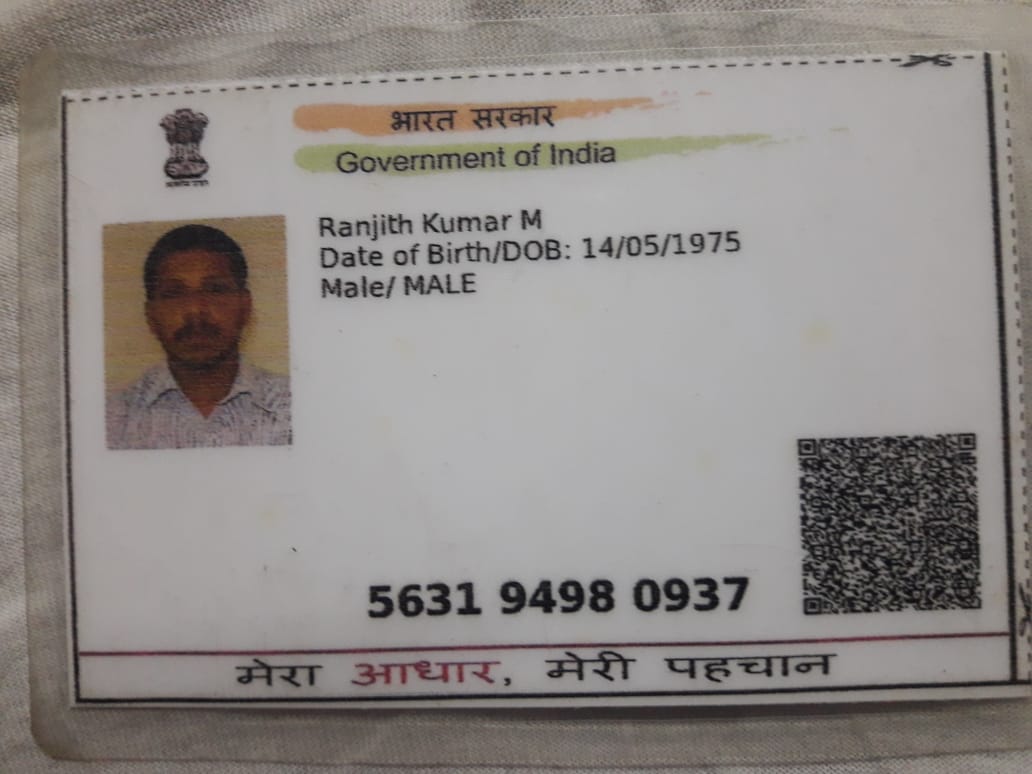 भारत सरकार
Government of India
Ranjith Kumar M
Date of Birth/DOB: 14/05/1975
Male/ MALE
5631 9498 0937
मेरा आधार, मेरी पहचान